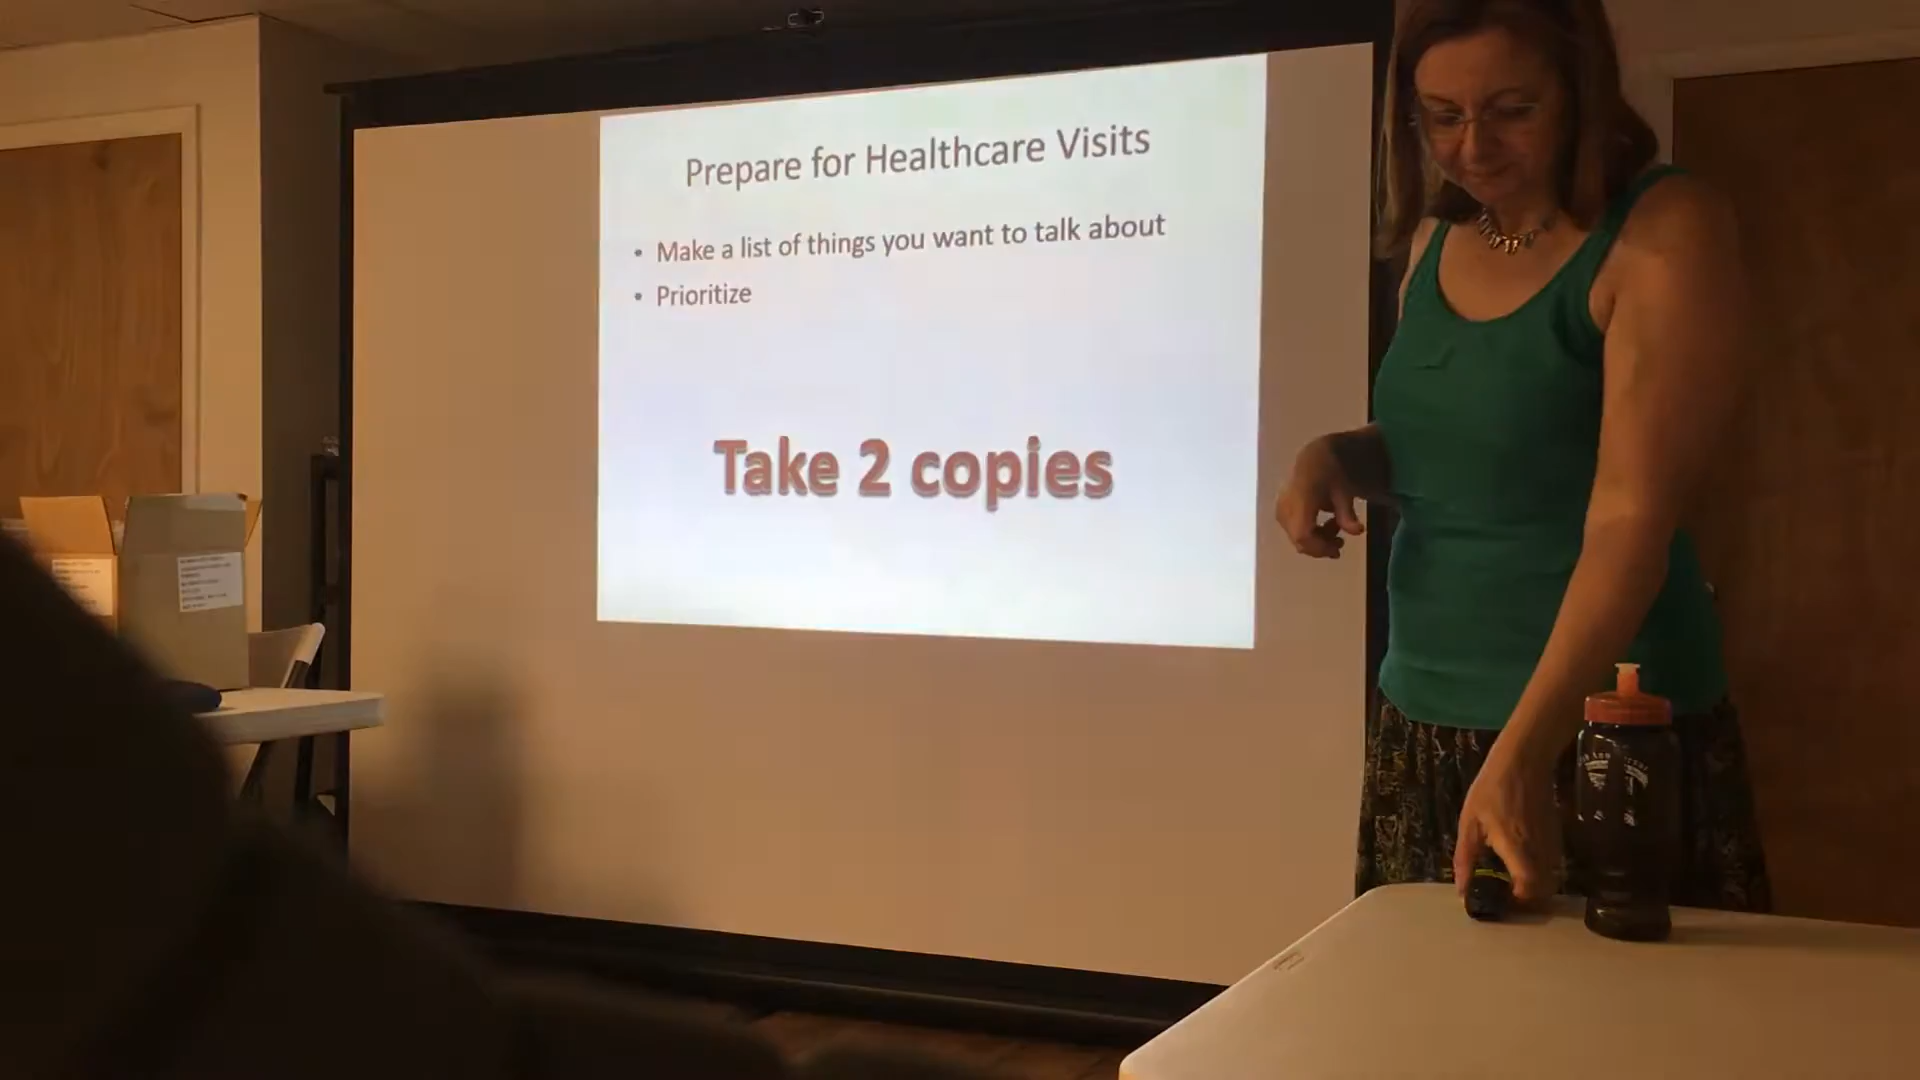 Prepare for Healthcare Visits
• Make a list of things you want to talk about
• Prioritize
Take 2 copies